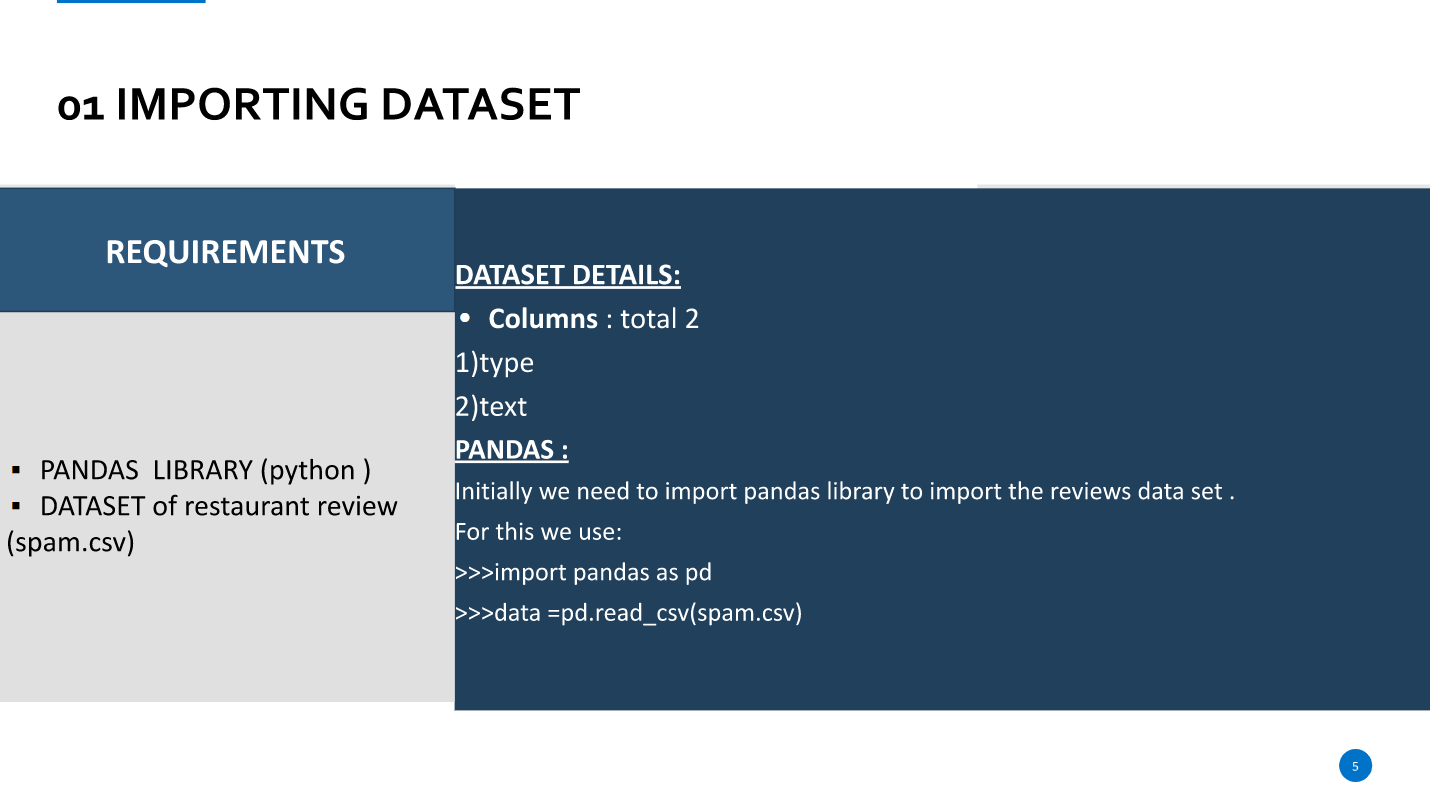 01 IMPORTING DATASET
REQUIREMENTS
▪ PANDAS  LIBRARY (python )
▪ DATASET of restaurant review
(spam.csv)
DATASET DETAILS:
• Columns : total 2
1)type
2)text
PANDAS :
Initially we need to import pandas library to import the reviews data set .
For this we use:
>>>import pandas as pd
>>>data =pd.read_csv(spam.csv)
5